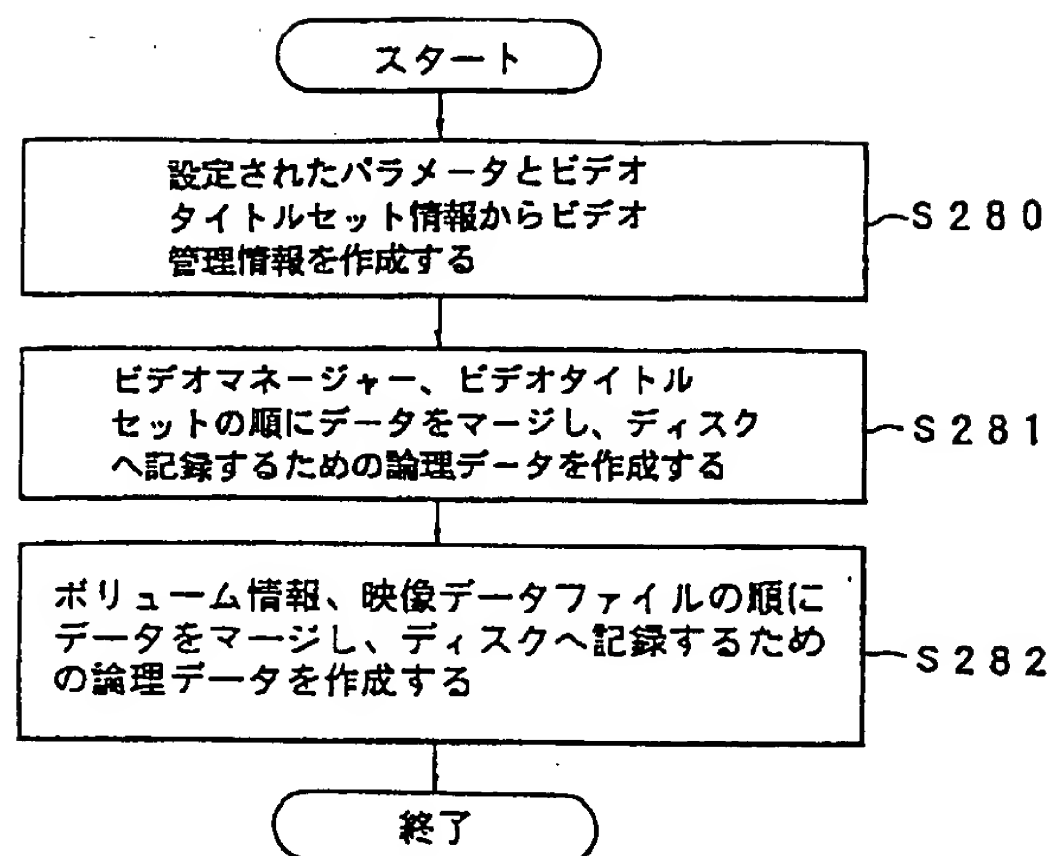 スタート
設定されたパラメータとビデオ
タイトルセット情報からビデオ
管理情報を作成する
S280
ビデオマネージャー、ビデオタイトル
セットの順にデータをマージし、ディスク
へ記録するための論理データを作成する
S281
ボリューム情報、映像データファイルの順に
データをマージし、ディスクへ記録するため
の論理データを作成する
S282
終了